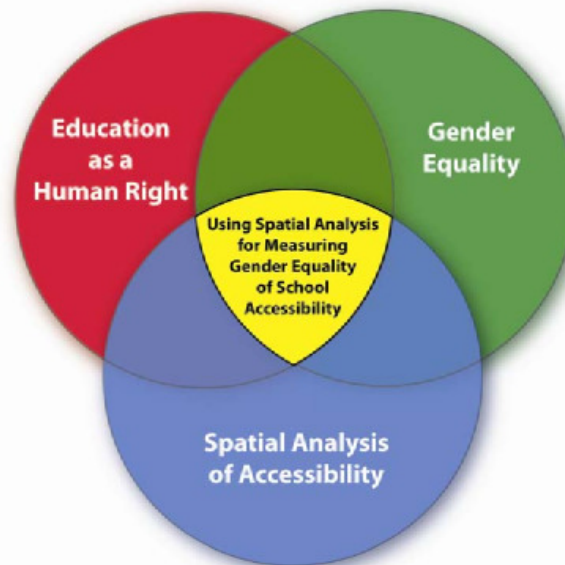 Education
as a
Human Right
Gender
Equality
Using Spatial Analysis
for Measuring
Gender Equality
of School
Accessibility
Spatial Analysis
of Accessibility